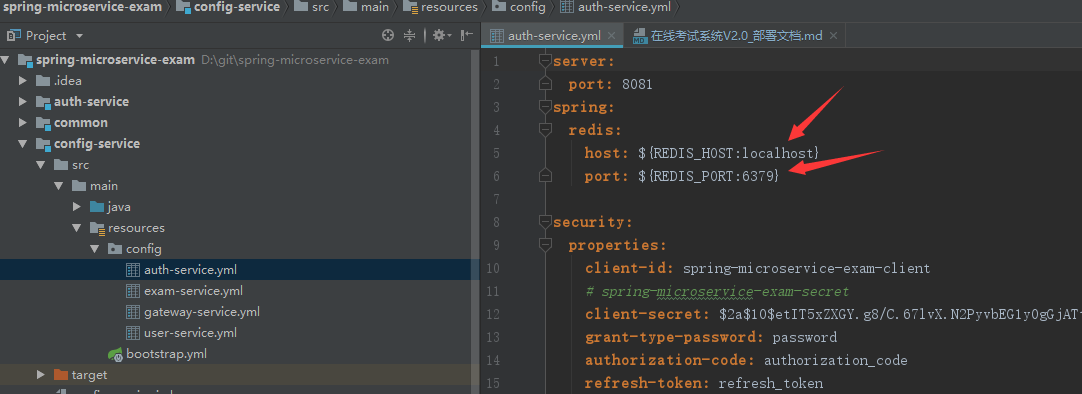 spring-microservice-exam config-service src main resources config auth-service.yml
Project
auth-service.yml 在线考试系统V2.0_部署文档.md
spring-microservice-exam D:\git\spring-microservice-exam
.idea
auth-service
common
config-service
src
main
java
resources
config
auth-service.yml
exam-service.yml
gateway-service.yml
user-service.yml
bootstrap.yml
target
1 server:
2 port: 8081
3 spring:
4 redis:
5 host: ${REDIS_HOST:localhost}
6 port: ${REDIS_PORT:6379}
7
8 security:
9 properties:
10 client-id: spring-microservice-exam-client
11 # spring-microservice-exam-secret
12 client-secret: $2a$10$etIT5xZXGY.g8/C.67lvX.N2PyvbEG1y0gGjAT
13 grant-type-password: password
14 authorization-code: authorization_code
15 refresh-token: refresh_token